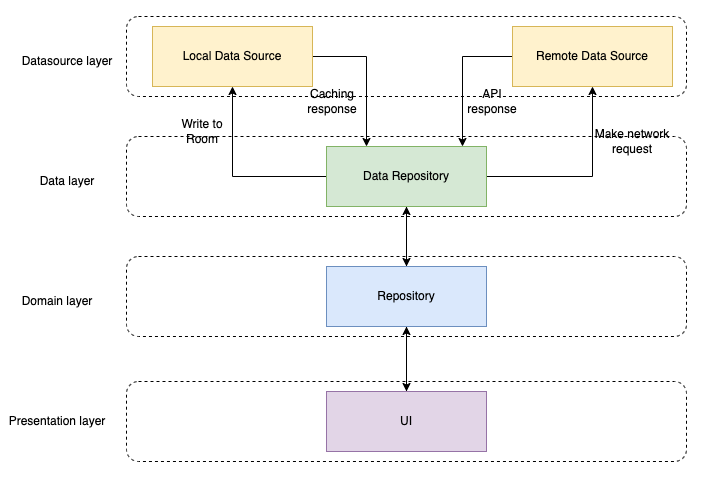 Datasource layer
Local Data Source
Remote Data Source
Caching
response
API
response
Write to
Room
Make network
request
Data layer
Data Repository
Domain layer
Repository
Presentation layer
UI